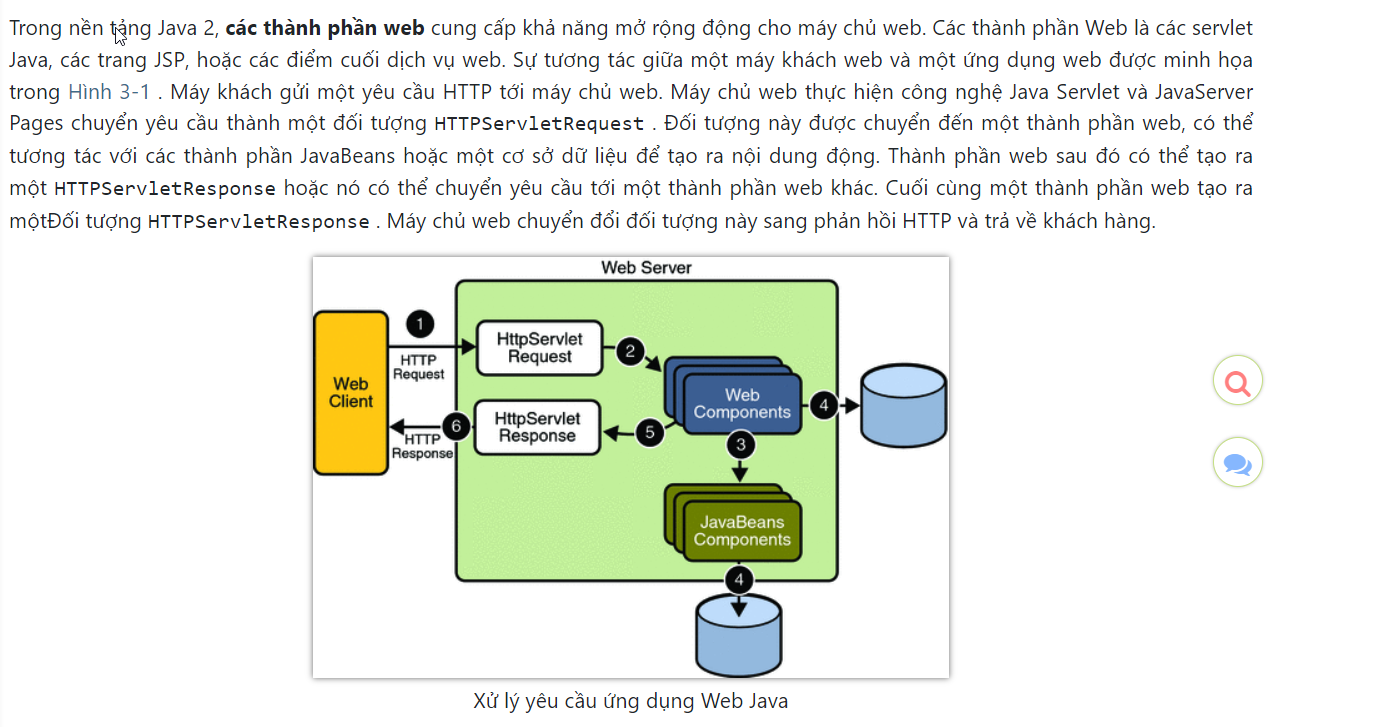 Trong nền tảng Java 2, các thành phần web cung cấp khả năng mở rộng động cho máy chủ web. Các thành phần Web là các servlet
Java, các trang JSP, hoặc các điểm cuối dịch vụ web. Sự tương tác giữa một máy khách web và một ứng dụng web được minh họa
trong Hình 3-1 . Máy khách gửi một yêu cầu HTTP tới máy chủ web. Máy chủ web thực hiện công nghệ Java Servlet và JavaServer
Pages chuyển yêu cầu thành một đối tượng HTTPServletRequest . Đối tượng này được chuyển đến một thành phần web, có thể
tương tác với các thành phần JavaBeans hoặc một cơ sở dữ liệu để tạo ra nội dung động. Thành phần web sau đó có thể tạo ra
một HTTPServletResponse hoặc nó có thể chuyển yêu cầu tới một thành phần web khác. Cuối cùng một thành phần web tạo ra
mộtĐối tượng HTTPServletResponse . Máy chủ web chuyển đổi đối tượng này sang phản hồi HTTP và trả về khách hàng.
Web Server
Web
Client
1
HTTP
Request
HttpServlet
Request
2
Web
Components
4
3
5
HttpServlet
Response
6
HTTP
Response
JavaBeans
Components
4
Xử lý yêu cầu ứng dụng Web Java